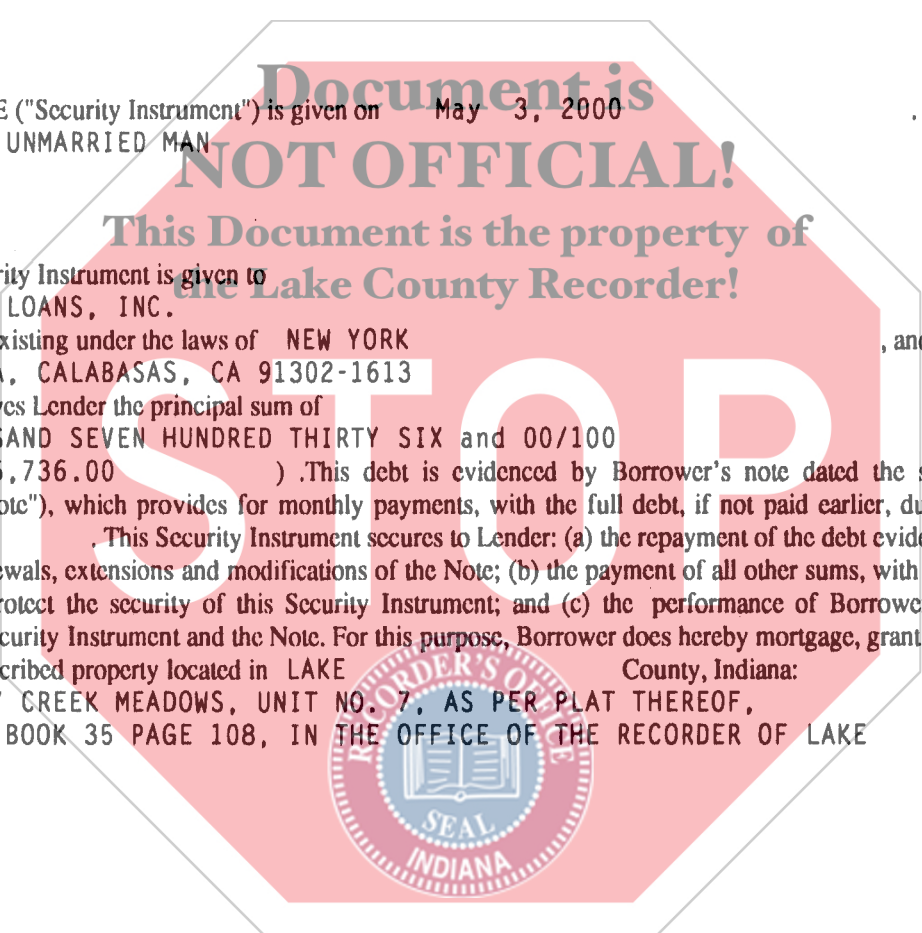 Document is
E ("Security Instrument") is given on May 3, 2000 .
UNMARRIED MAN
NOT OFFICIAL!
This Document is the property of
rity Instrument is given to
the Lake County Recorder!
LOANS, INC.
xisting under the laws of NEW YORK , and
A, CALABASAS, CA 91302-1613
ves Lender the principal sum of
SAND SEVEN HUNDRED THIRTY SIX and 00/100
,736.00 ) .This debt is evidenced by Borrower's note dated the s
ote"), which provides for monthly payments, with the full debt, if not paid earlier, du
. This Security Instrument secures to Lender: (a) the repayment of the debt evide
ewals, extensions and modifications of the Note; (b) the payment of all other sums, with
rotect the security of this Security Instrument; and (c) the performance of Borrowe
curity Instrument and the Note. For this purpose, Borrower does hereby mortgage, grant
cribed property located in LAKE County, Indiana:
CREEK MEADOWS, UNIT NO. 7, AS PER PLAT THEREOF,
BOOK 35 PAGE 108, IN THE OFFICE OF THE RECORDER OF LAKE
STOP
RECORDER'S OFFICE
SEAL
INDIANA